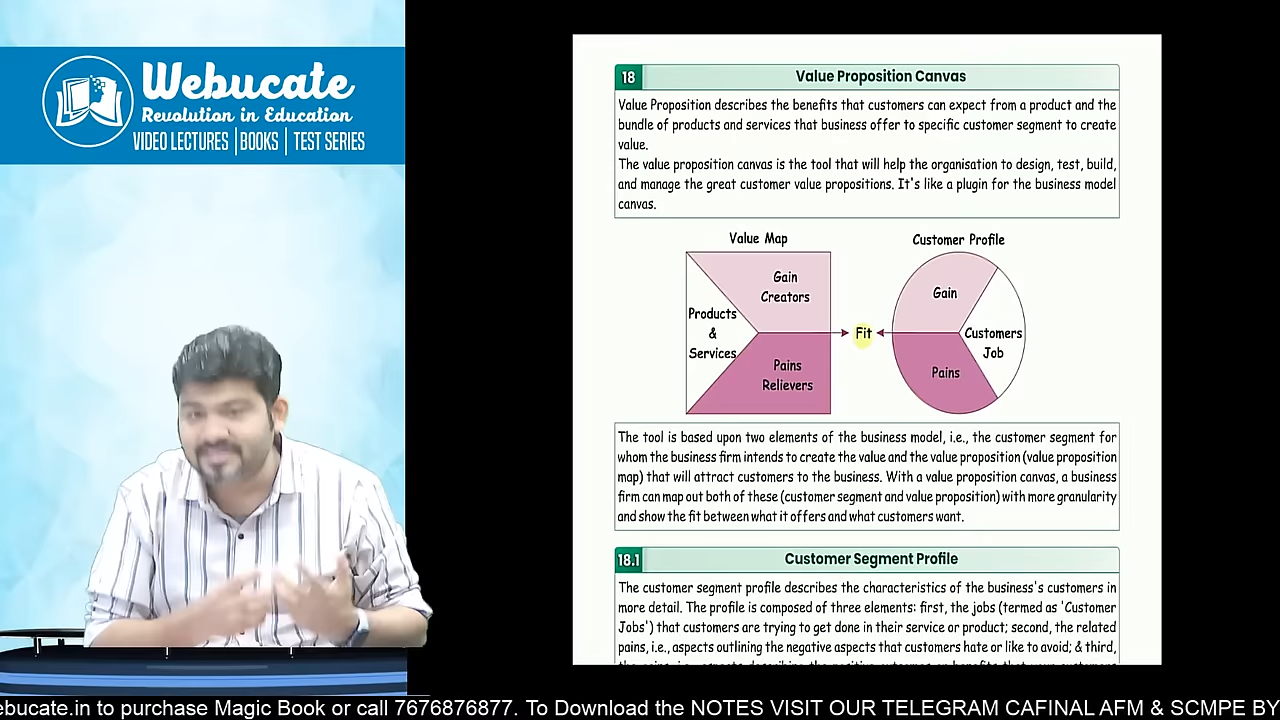 Webucate
Revolution in Education
VIDEO LECTURES | BOOKS | TEST SERIES
18
Value Proposition Canvas
Value Proposition describes the benefits that customers can expect from a product and the
bundle of products and services that business offer to specific customer segment to create
value.
The value proposition canvas is the tool that will help the organisation to design, test, build,
and manage the great customer value propositions. It's like a plugin for the business model
canvas.
Value Map
Customer Profile
Gain
Creators
Products
&
Services
Pains
Relievers
Fit
Gain
Customers
Job
Pains
The tool is based upon two elements of the business model, i.e., the customer segment for
whom the business firm intends to create the value and the value proposition (value proposition
map) that will attract customers to the business. With a value proposition canvas, a business
firm can map out both of these (customer segment and value proposition) with more granularity
and show the fit between what it offers and what customers want.
18.1
Customer Segment Profile
The customer segment profile describes the characteristics of the business's customers in
more detail. The profile is composed of three elements: first, the jobs (termed as 'Customer
Jobs') that customers are trying to get done in their service or product; second, the related
pains, i.e., aspects outlining the negative aspects that customers hate or like to avoid; & third,
ebucate.in to purchase Magic Book or call 7676876877. To Download the NOTES VISIT OUR TELEGRAM CAFINAL AFM & SCMPE BY